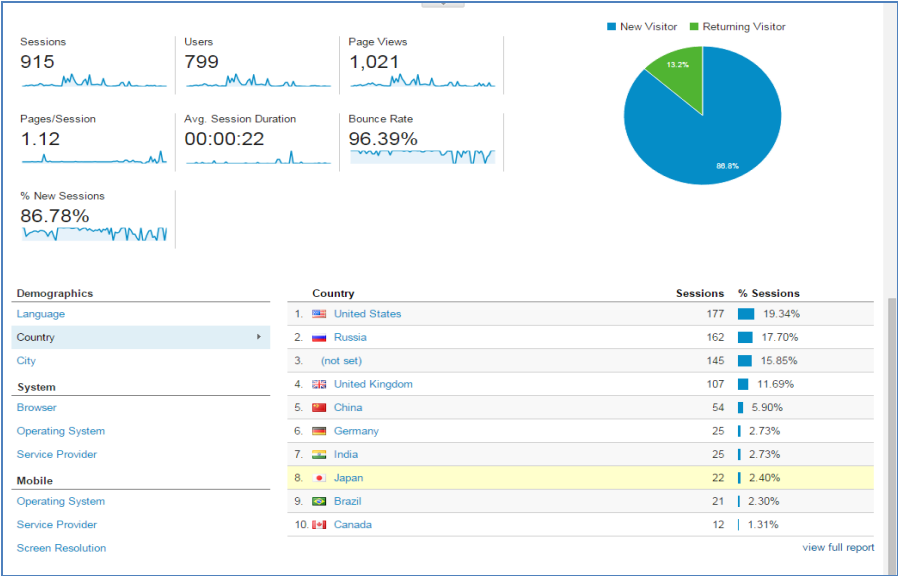 New Visitor Returning Visitor
Sessions Users Page Views
915 799 1,021
13.2%
Pages/Session Avg. Session Duration Bounce Rate
1.12 00:00:22 96.39%
86.8%
% New Sessions
86.78%
Demographics
Language
Country
City
System
Browser
Operating System
Service Provider
Mobile
Operating System
Service Provider
Screen Resolution
Country Sessions % Sessions
1. United States 177 19.34%
2. Russia 162 17.70%
3. (not set) 145 15.85%
4. United Kingdom 107 11.69%
5. China 54 5.90%
6. Germany 25 2.73%
7. India 25 2.73%
8. Japan 22 2.40%
9. Brazil 21 2.30%
10. Canada 12 1.31%
view full report